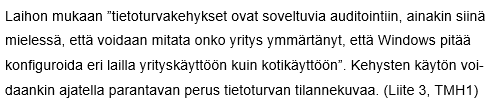 Laihon mukaan ”tietoturvakehykset ovat soveltuvia auditointiin, ainakin siinä
mielessä, että voidaan mitata onko yritys ymmärtänyt, että Windows pitää
konfiguroida eri lailla yrityskäyttöön kuin kotikäyttöön”. Kehysten käytön voi-
daankin ajatella parantavan perus tietoturvan tilannekuvaa. (Liite 3, TMH1)